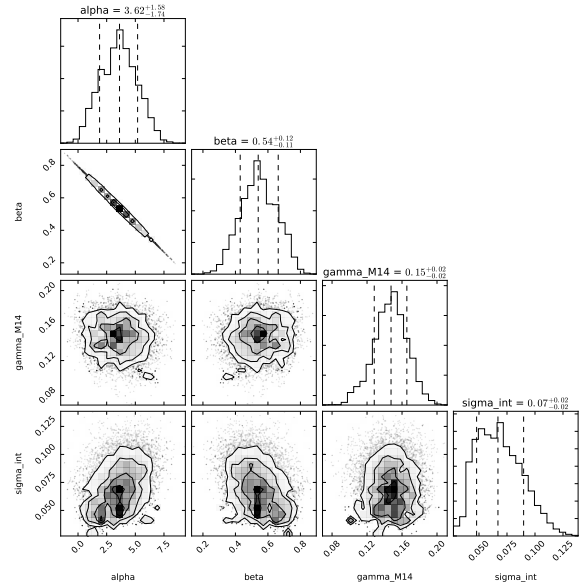 alpha = 3.62+1.58−1.74
0.8
0.6
0.4
0.2
beta
beta = 0.54+0.12−0.11
0.20
0.16
0.12
0.08
gamma_M14
gamma_M14 = 0.15+0.02−0.02
0.125
0.100
0.075
0.050
sigma_int
sigma_int = 0.07+0.02−0.02
0.0 2.5 5.0 7.5
0.2 0.4 0.6 0.8
0.08 0.12 0.16 0.20
0.050 0.075 0.100 0.125
alpha beta gamma_M14 sigma_int